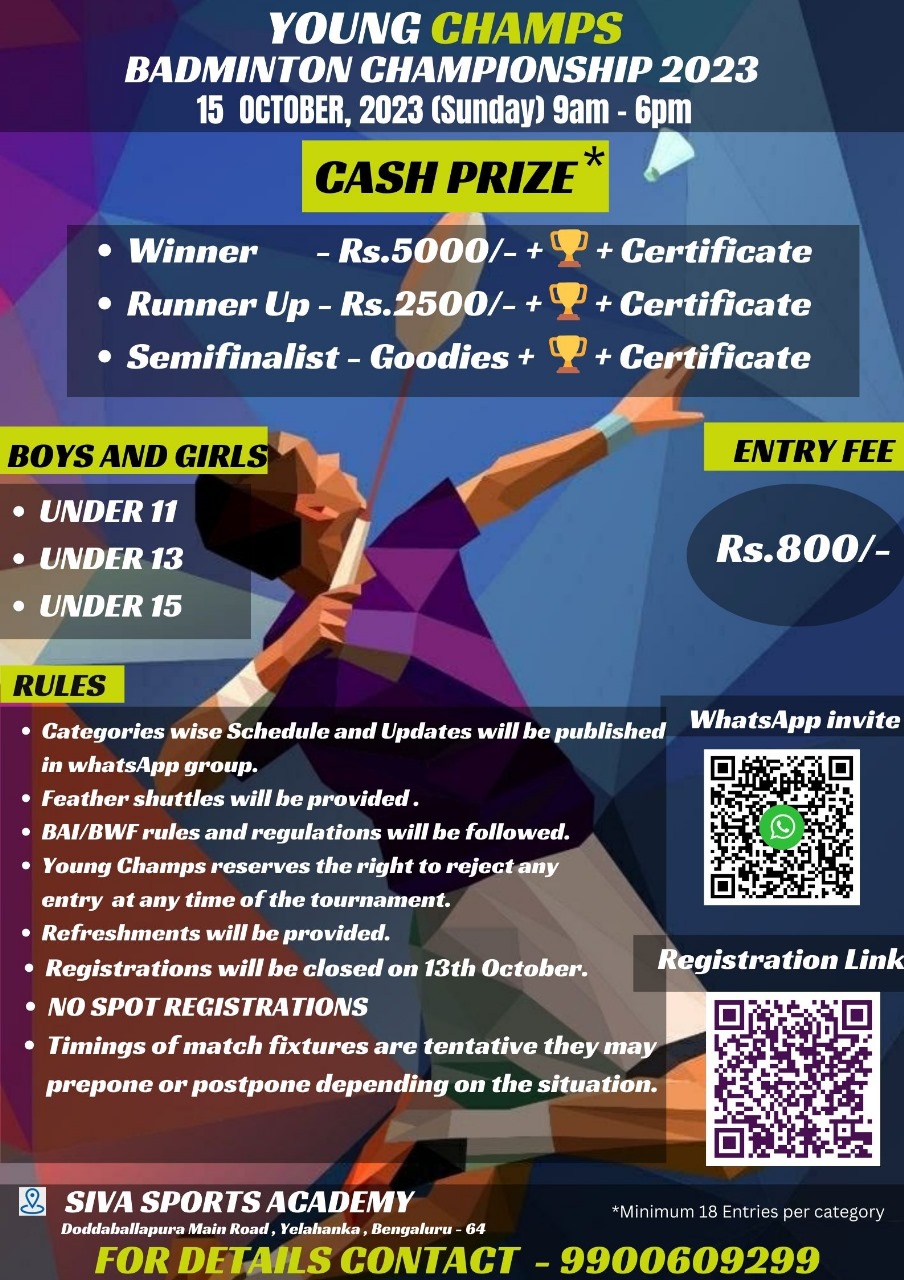 YOUNG CHAMPS
BADMINTON CHAMPIONSHIP 2023
15 OCTOBER, 2023 (Sunday) 9am - 6pm
CASH PRIZE*
• Winner - Rs.5000/- + 🏆 + Certificate
• Runner Up - Rs.2500/- + 🏆 + Certificate
• Semifinalist - Goodies + 🏆 + Certificate
BOYS AND GIRLS
• UNDER 11
• UNDER 13
• UNDER 15
ENTRY FEE
Rs.800/-
RULES
• Categories wise Schedule and Updates will be published
in whatsApp group.
• Feather shuttles will be provided .
• BAI/BWF rules and regulations will be followed.
• Young Champs reserves the right to reject any
entry at any time of the tournament.
• Refreshments will be provided.
• Registrations will be closed on 13th October.
• NO SPOT REGISTRATIONS
• Timings of match fixtures are tentative they may
prepone or postpone depending on the situation.
WhatsApp invite
Registration Link
SIVA SPORTS ACADEMY
Doddaballapura Main Road , Yelahanka , Bengaluru - 64
*Minimum 18 Entries per category
FOR DETAILS CONTACT - 9900609299